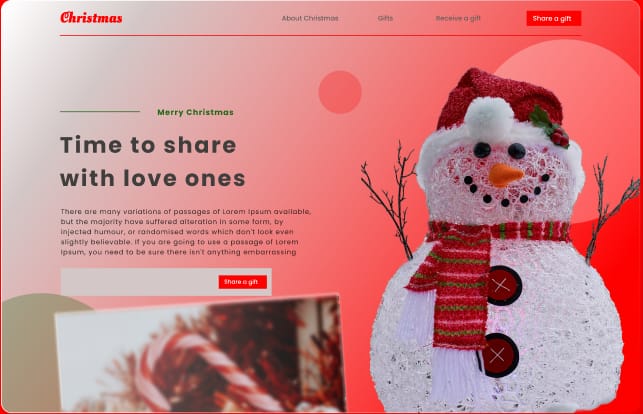 Christmas
About Christmas
Gifts
Receive a gift
Share a gift
Merry Christmas
Time to share
with love ones
There are many variations of passages of Lorem Ipsum available,
but the majority have suffered alteration in some form, by
injected humour, or randomised words which don't look even
slightly believable. If you are going to use a passage of Lorem
Ipsum, you need to be sure there isn't anything embarrassing
Share a gift